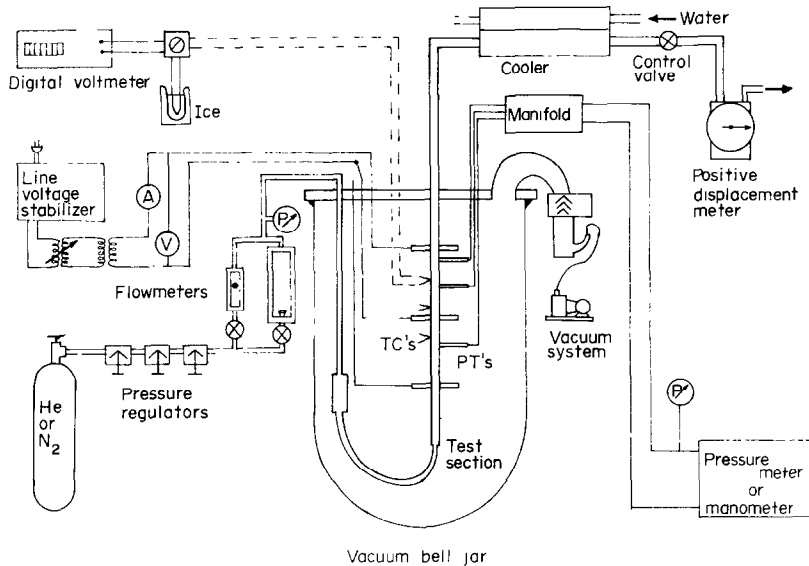 Water
Digital voltmeter
Cooler
Control
valve
Ice
Manifold
Line
voltage
stabilizer
A
V
P
Positive
displacement
meter
Flowmeters
TC's
PT's
Vacuum
system
Pressure
regulators
He
or
N2
Test
section
P
Pressure
meter
or
manometer
Vacuum bell jar